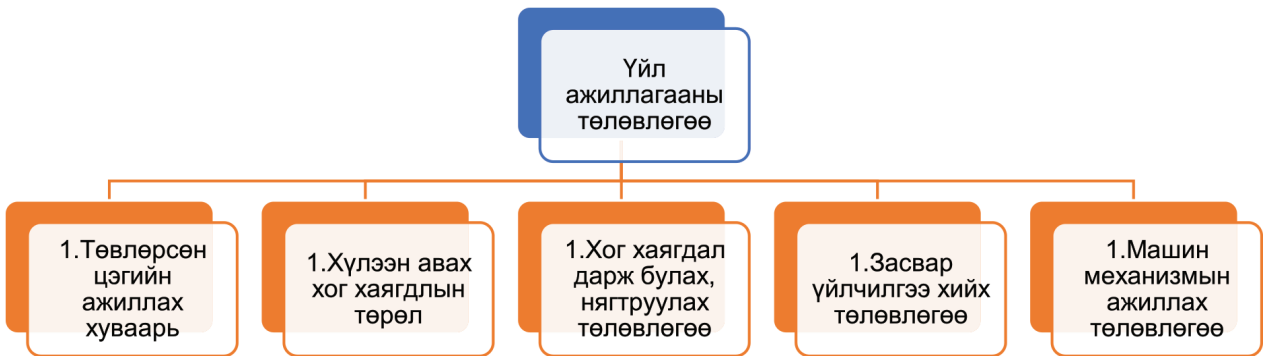 Үйл
ажиллагааны
төлөвлөгөө
1.Төвлөрсөн
цэгийн
ажиллах
хуваарь
1.Хүлээн авах
хог хаягдлын
төрөл
1.Хог хаягдал
дарж булах,
нягтруулах
төлөвлөгөө
1.Засвар
үйлчилгээ хийх
төлөвлөгөө
1.Машин
механизмын
ажиллах
төлөвлөгөө